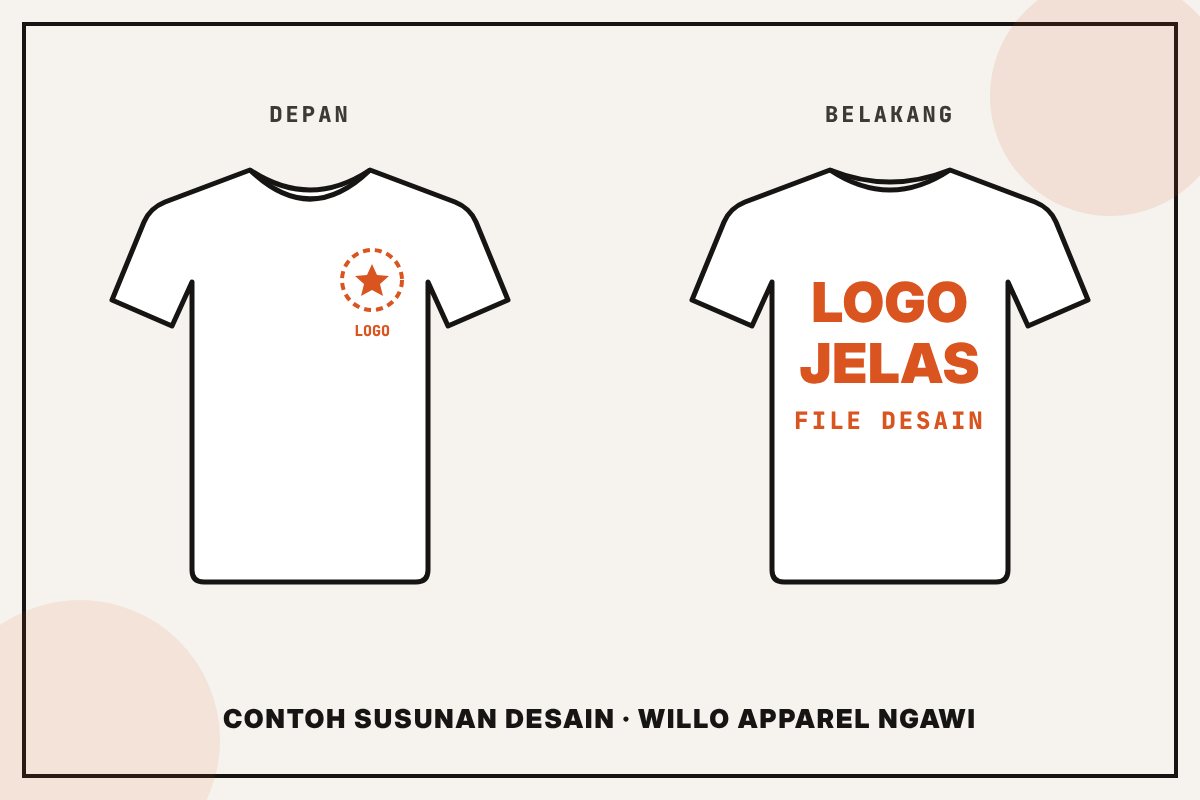 DEPAN
LOGO
BELAKANG
LOGO
JELAS
FILE DESAIN
CONTOH SUSUNAN DESAIN · WILLO APPAREL NGAWI